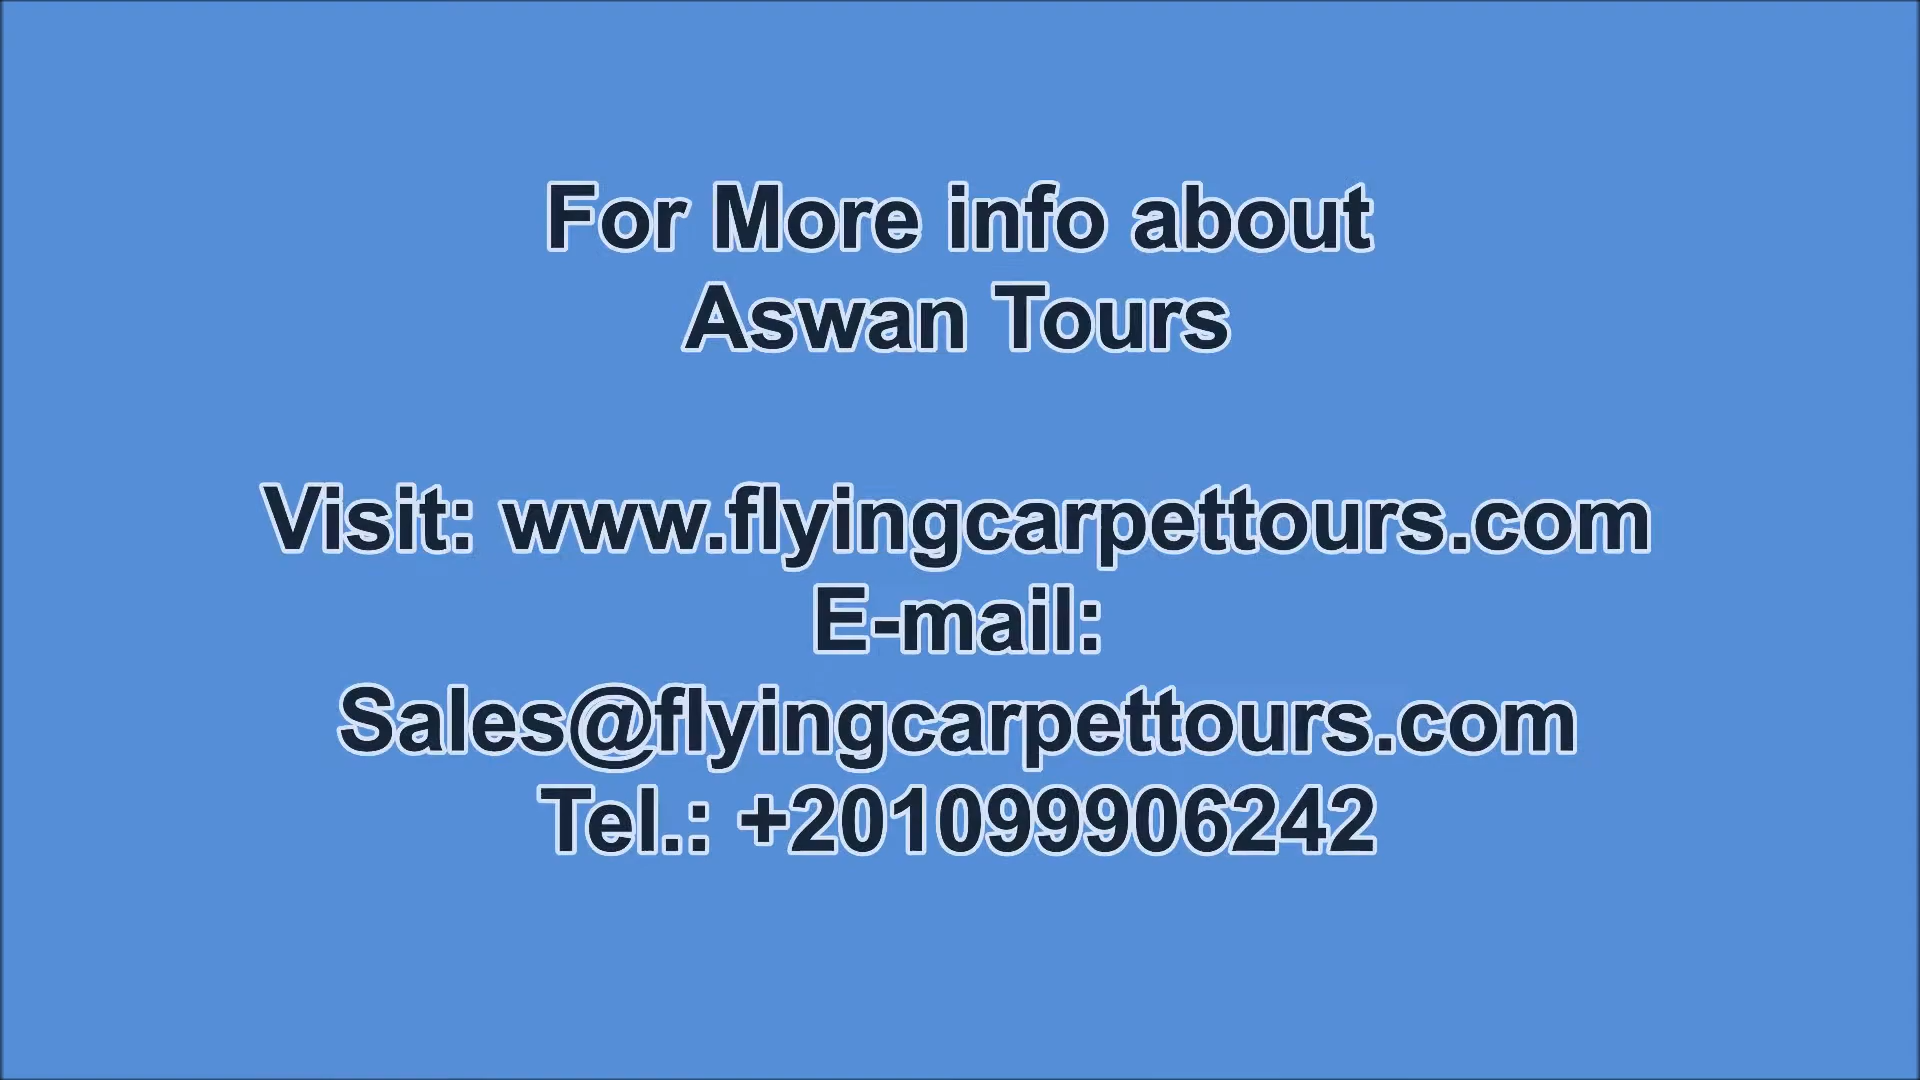 For More info about
Aswan Tours
Visit: www.flyingcarpettours.com
E-mail:
Sales@flyingcarpettours.com
Tel.: +201099906242